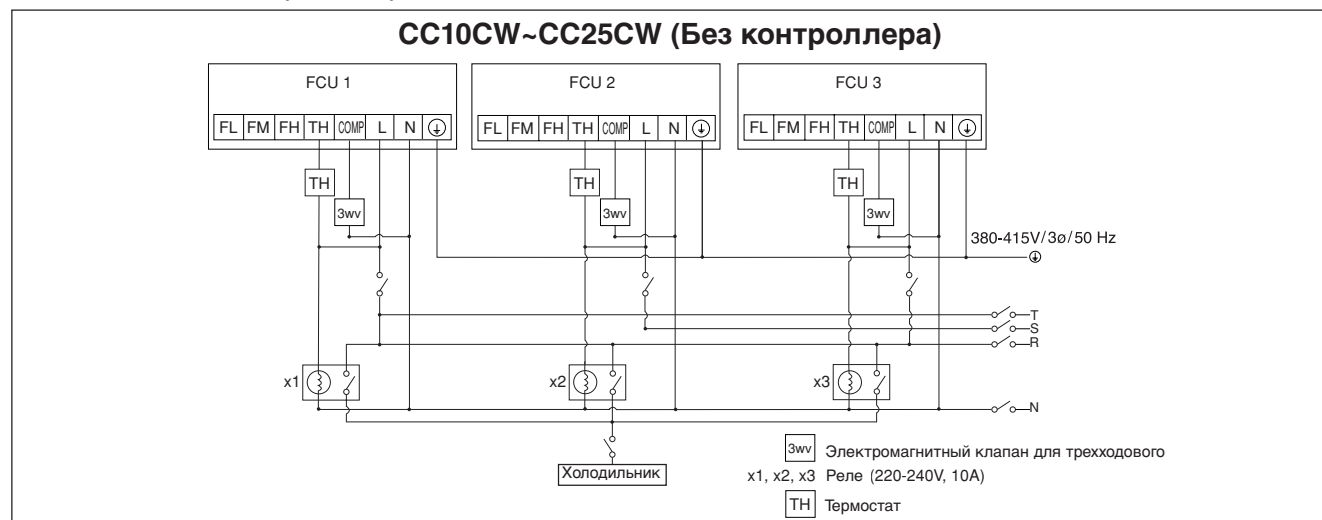 CC10CW~CC25CW (Без контроллера)
FCU 1
FCU 2
FCU 3
FL FM FH TH COMP L N
FL FM FH TH COMP L N
FL FM FH TH COMP L N
TH
TH
TH
3wv
3wv
3wv
380-415V/3ø/50 Hz
T
S
R
x1
x2
x3
N
Холодильник
3wv Электромагнитный клапан для трехходового
x1, x2, x3 Реле (220-240V, 10A)
TH Термостат